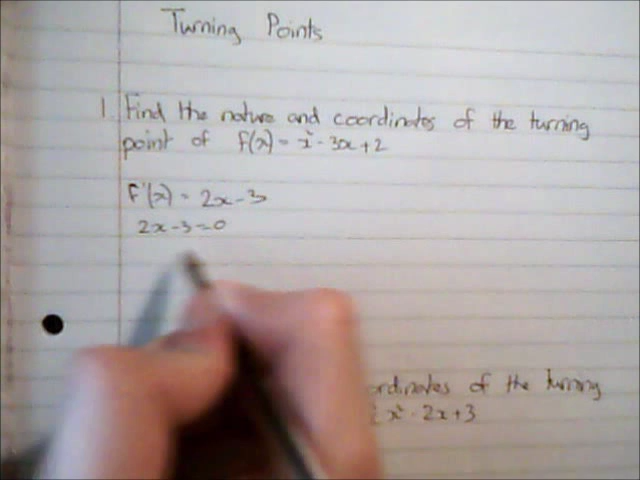 Turning Points
1. Find the nature and coordinates of the turning
point of f(x) = x² - 3x + 2
f'(x) = 2x - 3
2x - 3 = 0
ordinates of the turning
x² - 2x + 3